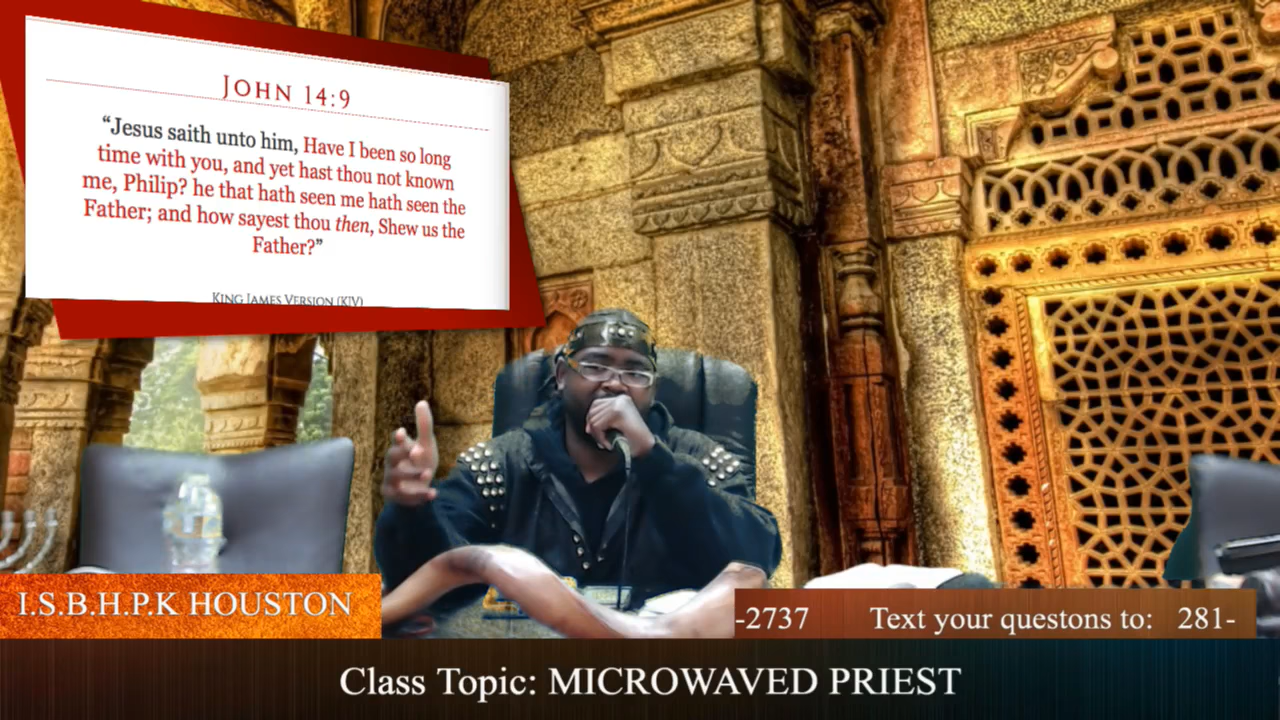 JOHN 14:9
“Jesus saith unto him, Have I been so long
time with you, and yet hast thou not known
me, Philip? he that hath seen me hath seen the
Father; and how sayest thou then, Shew us the
Father?”
KING JAMES VERSION (KJV)
I.S.B.H.P.K HOUSTON
-2737 Text your questons to: 281-
Class Topic: MICROWAVED PRIEST